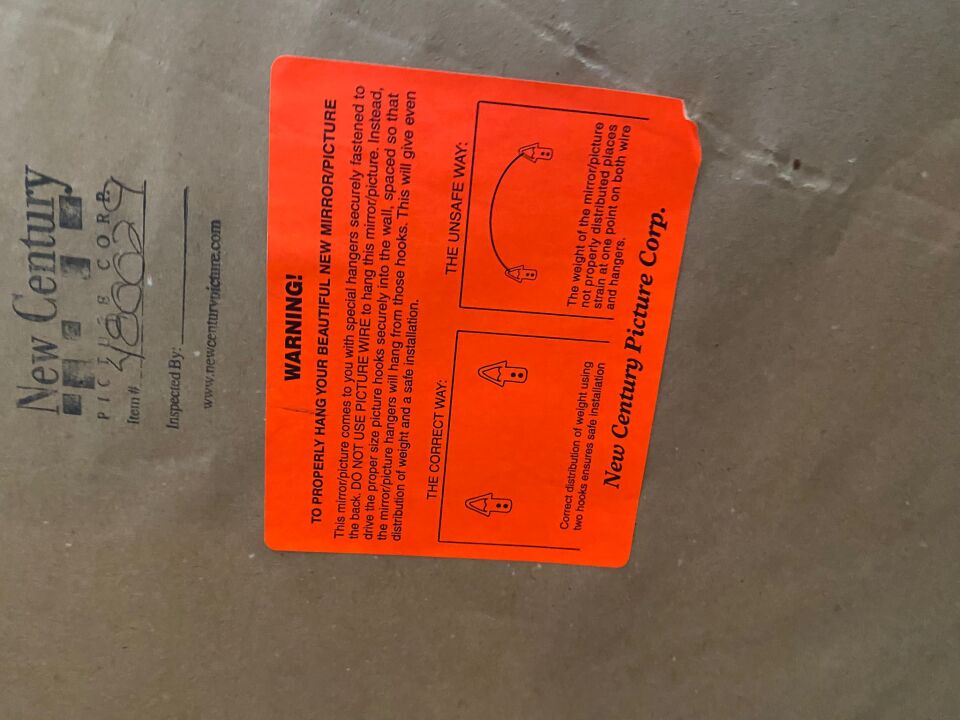 New Century
PICTURE CORP
Item #
Inspected By:
www.newcenturypicture.com
WARNING!
TO PROPERLY HANG YOUR BEAUTIFUL NEW MIRROR/PICTURE
This mirror/picture comes to you with special hangers securely fastened to
the back. DO NOT USE PICTURE WIRE to hang this mirror/picture. Instead,
drive the proper size picture hooks securely into the wall, spaced so that
the mirror/picture hangers will hang from those hooks. This will give even
distribution of weight and a safe installation.
THE CORRECT WAY:
Correct distribution of weight using
two hooks ensures safe installation
THE UNSAFE WAY:
The weight of the mirror/picture
not properly distributed places
strain at one point on both wire
and hangers.
New Century Picture Corp.